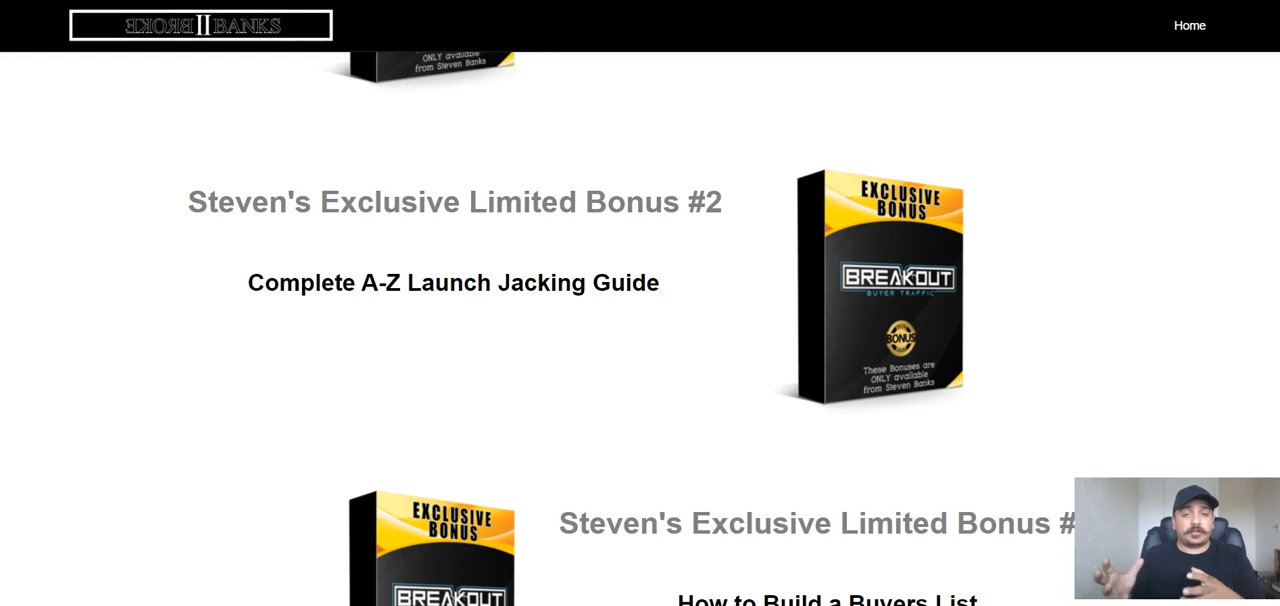 BROKE II BANKS
Home
ONLY available
from Steven Banks
Steven's Exclusive Limited Bonus #2
Complete A-Z Launch Jacking Guide
EXCLUSIVE
BONUS
BREAKOUT
BUYER TRAFFIC
BONUS
These Bonuses are
ONLY available
from Steven Banks
EXCLUSIVE
BONUS
BREAKOUT
Steven's Exclusive Limited Bonus #
How to Build a Buyers List